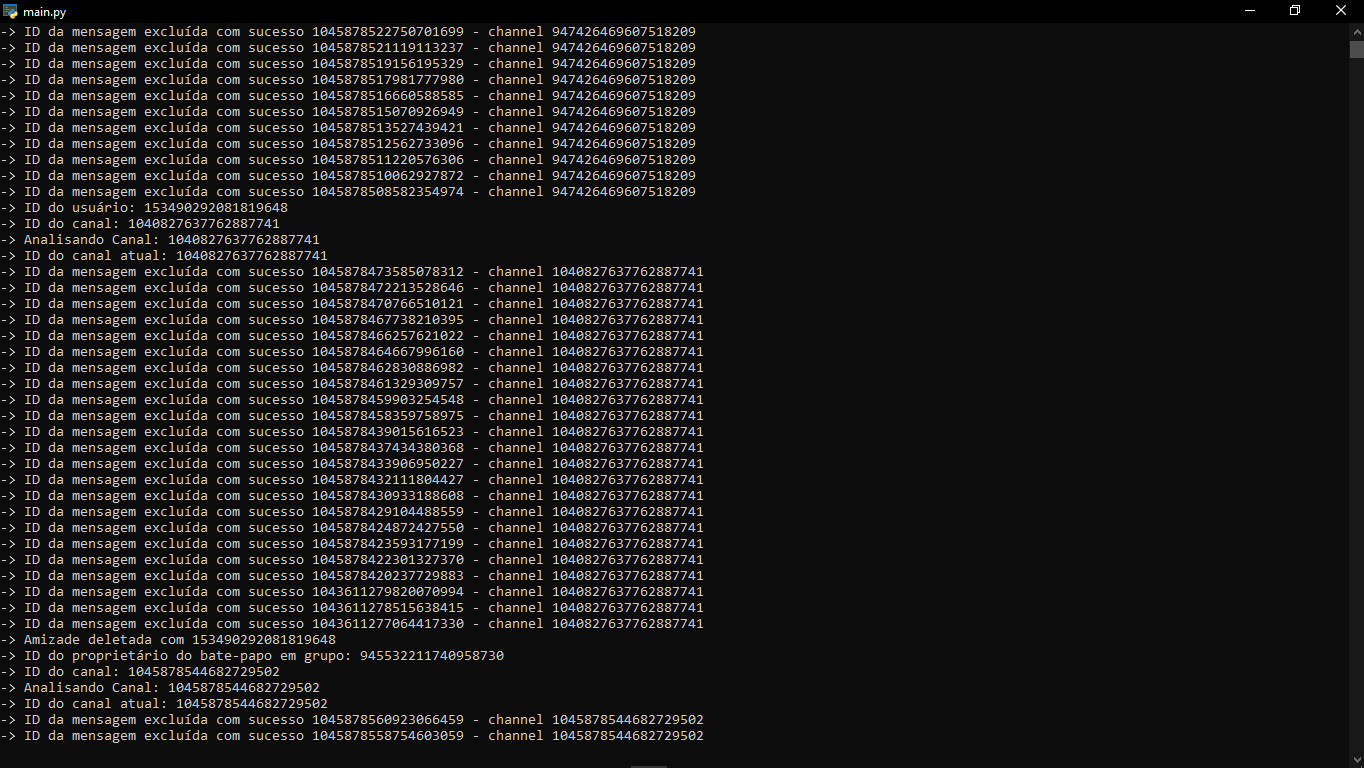 main.py
-> ID da mensagem excluída com sucesso 1045878522750701699 - channel 947426469607518209
-> ID da mensagem excluída com sucesso 1045878521119113237 - channel 947426469607518209
-> ID da mensagem excluída com sucesso 1045878519156195329 - channel 947426469607518209
-> ID da mensagem excluída com sucesso 1045878517981777980 - channel 947426469607518209
-> ID da mensagem excluída com sucesso 1045878516660588585 - channel 947426469607518209
-> ID da mensagem excluída com sucesso 1045878515070926949 - channel 947426469607518209
-> ID da mensagem excluída com sucesso 1045878513527439421 - channel 947426469607518209
-> ID da mensagem excluída com sucesso 1045878512562733096 - channel 947426469607518209
-> ID da mensagem excluída com sucesso 1045878511220576306 - channel 947426469607518209
-> ID da mensagem excluída com sucesso 1045878510062927872 - channel 947426469607518209
-> ID da mensagem excluída com sucesso 1045878508582354974 - channel 947426469607518209
-> ID do usuário: 153490292081819648
-> ID do canal: 1040827637762887741
-> Analisando Canal: 1040827637762887741
-> ID do canal atual: 1040827637762887741
-> ID da mensagem excluída com sucesso 1045878473585078312 - channel 1040827637762887741
-> ID da mensagem excluída com sucesso 1045878472213528646 - channel 1040827637762887741
-> ID da mensagem excluída com sucesso 1045878470766510121 - channel 1040827637762887741
-> ID da mensagem excluída com sucesso 1045878467738210395 - channel 1040827637762887741
-> ID da mensagem excluída com sucesso 1045878466257621022 - channel 1040827637762887741
-> ID da mensagem excluída com sucesso 1045878464667996160 - channel 1040827637762887741
-> ID da mensagem excluída com sucesso 1045878462830886982 - channel 1040827637762887741
-> ID da mensagem excluída com sucesso 1045878461329309757 - channel 1040827637762887741
-> ID da mensagem excluída com sucesso 1045878459903254548 - channel 1040827637762887741
-> ID da mensagem excluída com sucesso 1045878458359758975 - channel 1040827637762887741
-> ID da mensagem excluída com sucesso 1045878439015616523 - channel 1040827637762887741
-> ID da mensagem excluída com sucesso 1045878437434380368 - channel 1040827637762887741
-> ID da mensagem excluída com sucesso 1045878433906950227 - channel 1040827637762887741
-> ID da mensagem excluída com sucesso 1045878432111804427 - channel 1040827637762887741
-> ID da mensagem excluída com sucesso 1045878430933188608 - channel 1040827637762887741
-> ID da mensagem excluída com sucesso 1045878429104488559 - channel 1040827637762887741
-> ID da mensagem excluída com sucesso 1045878424872427550 - channel 1040827637762887741
-> ID da mensagem excluída com sucesso 1045878423593177199 - channel 1040827637762887741
-> ID da mensagem excluída com sucesso 1045878422301327370 - channel 1040827637762887741
-> ID da mensagem excluída com sucesso 1045878420237729883 - channel 1040827637762887741
-> ID da mensagem excluída com sucesso 1043611279820070994 - channel 1040827637762887741
-> ID da mensagem excluída com sucesso 1043611278515638415 - channel 1040827637762887741
-> ID da mensagem excluída com sucesso 1043611277064417330 - channel 1040827637762887741
-> Amizade deletada com 153490292081819648
-> ID do proprietário do bate-papo em grupo: 945532211740958730
-> ID do canal: 1045878544682729502
-> Analisando Canal: 1045878544682729502
-> ID do canal atual: 1045878544682729502
-> ID da mensagem excluída com sucesso 1045878560923066459 - channel 1045878544682729502
-> ID da mensagem excluída com sucesso 1045878558754603059 - channel 1045878544682729502